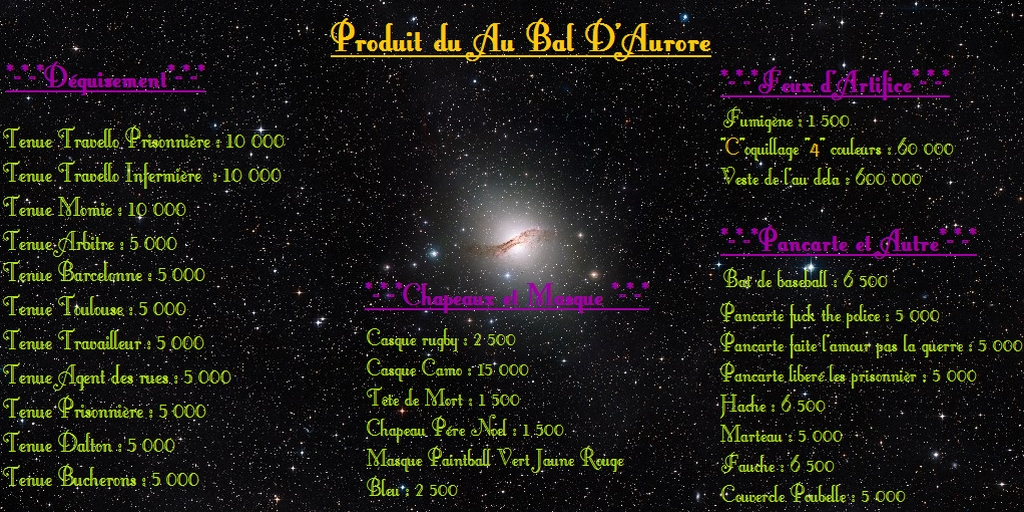 Produit du Au Bal D'Aurore
*-*-*Déguisement*-*-*
Tenue Travello Prisonnière : 10 000
Tenue Travello Infermière : 10 000
Tenue Momie : 10 000
Tenue Arbitre : 5 000
Tenue Barcelonne : 5 000
Tenue Toulouse : 5 000
Tenue Travailleur : 5 000
Tenue Agent des rues : 5 000
Tenue Prisonnière : 5 000
Tenue Dalton : 5 000
Tenue Bucherons : 5 000
*-*-*Chapeaux et Masque *-*-*
Casque rugby : 2 500
Casque Camo : 15 000
Tête de Mort : 1 500
Chapeau Père Noel : 1 500
Masque Paintball Vert Jaune Rouge
Bleu : 2 500
*-*-*Feux d'Artifice*-*-*
Fumigène : 1 500
"C"oquillage "4" couleurs : 60 000
Veste de l'au dela : 600 000
*-*-*Pancarte et Autre*-*-*
Bat de baseball : 6 500
Pancarte fuck the police : 5 000
Pancarte faite l'amour pas la guerre : 5 000
Pancarte liberé les prisonnièr : 5 000
Hache : 6 500
Marteau : 5 000
Fauche : 6 500
Couvercle Poubelle : 5 000